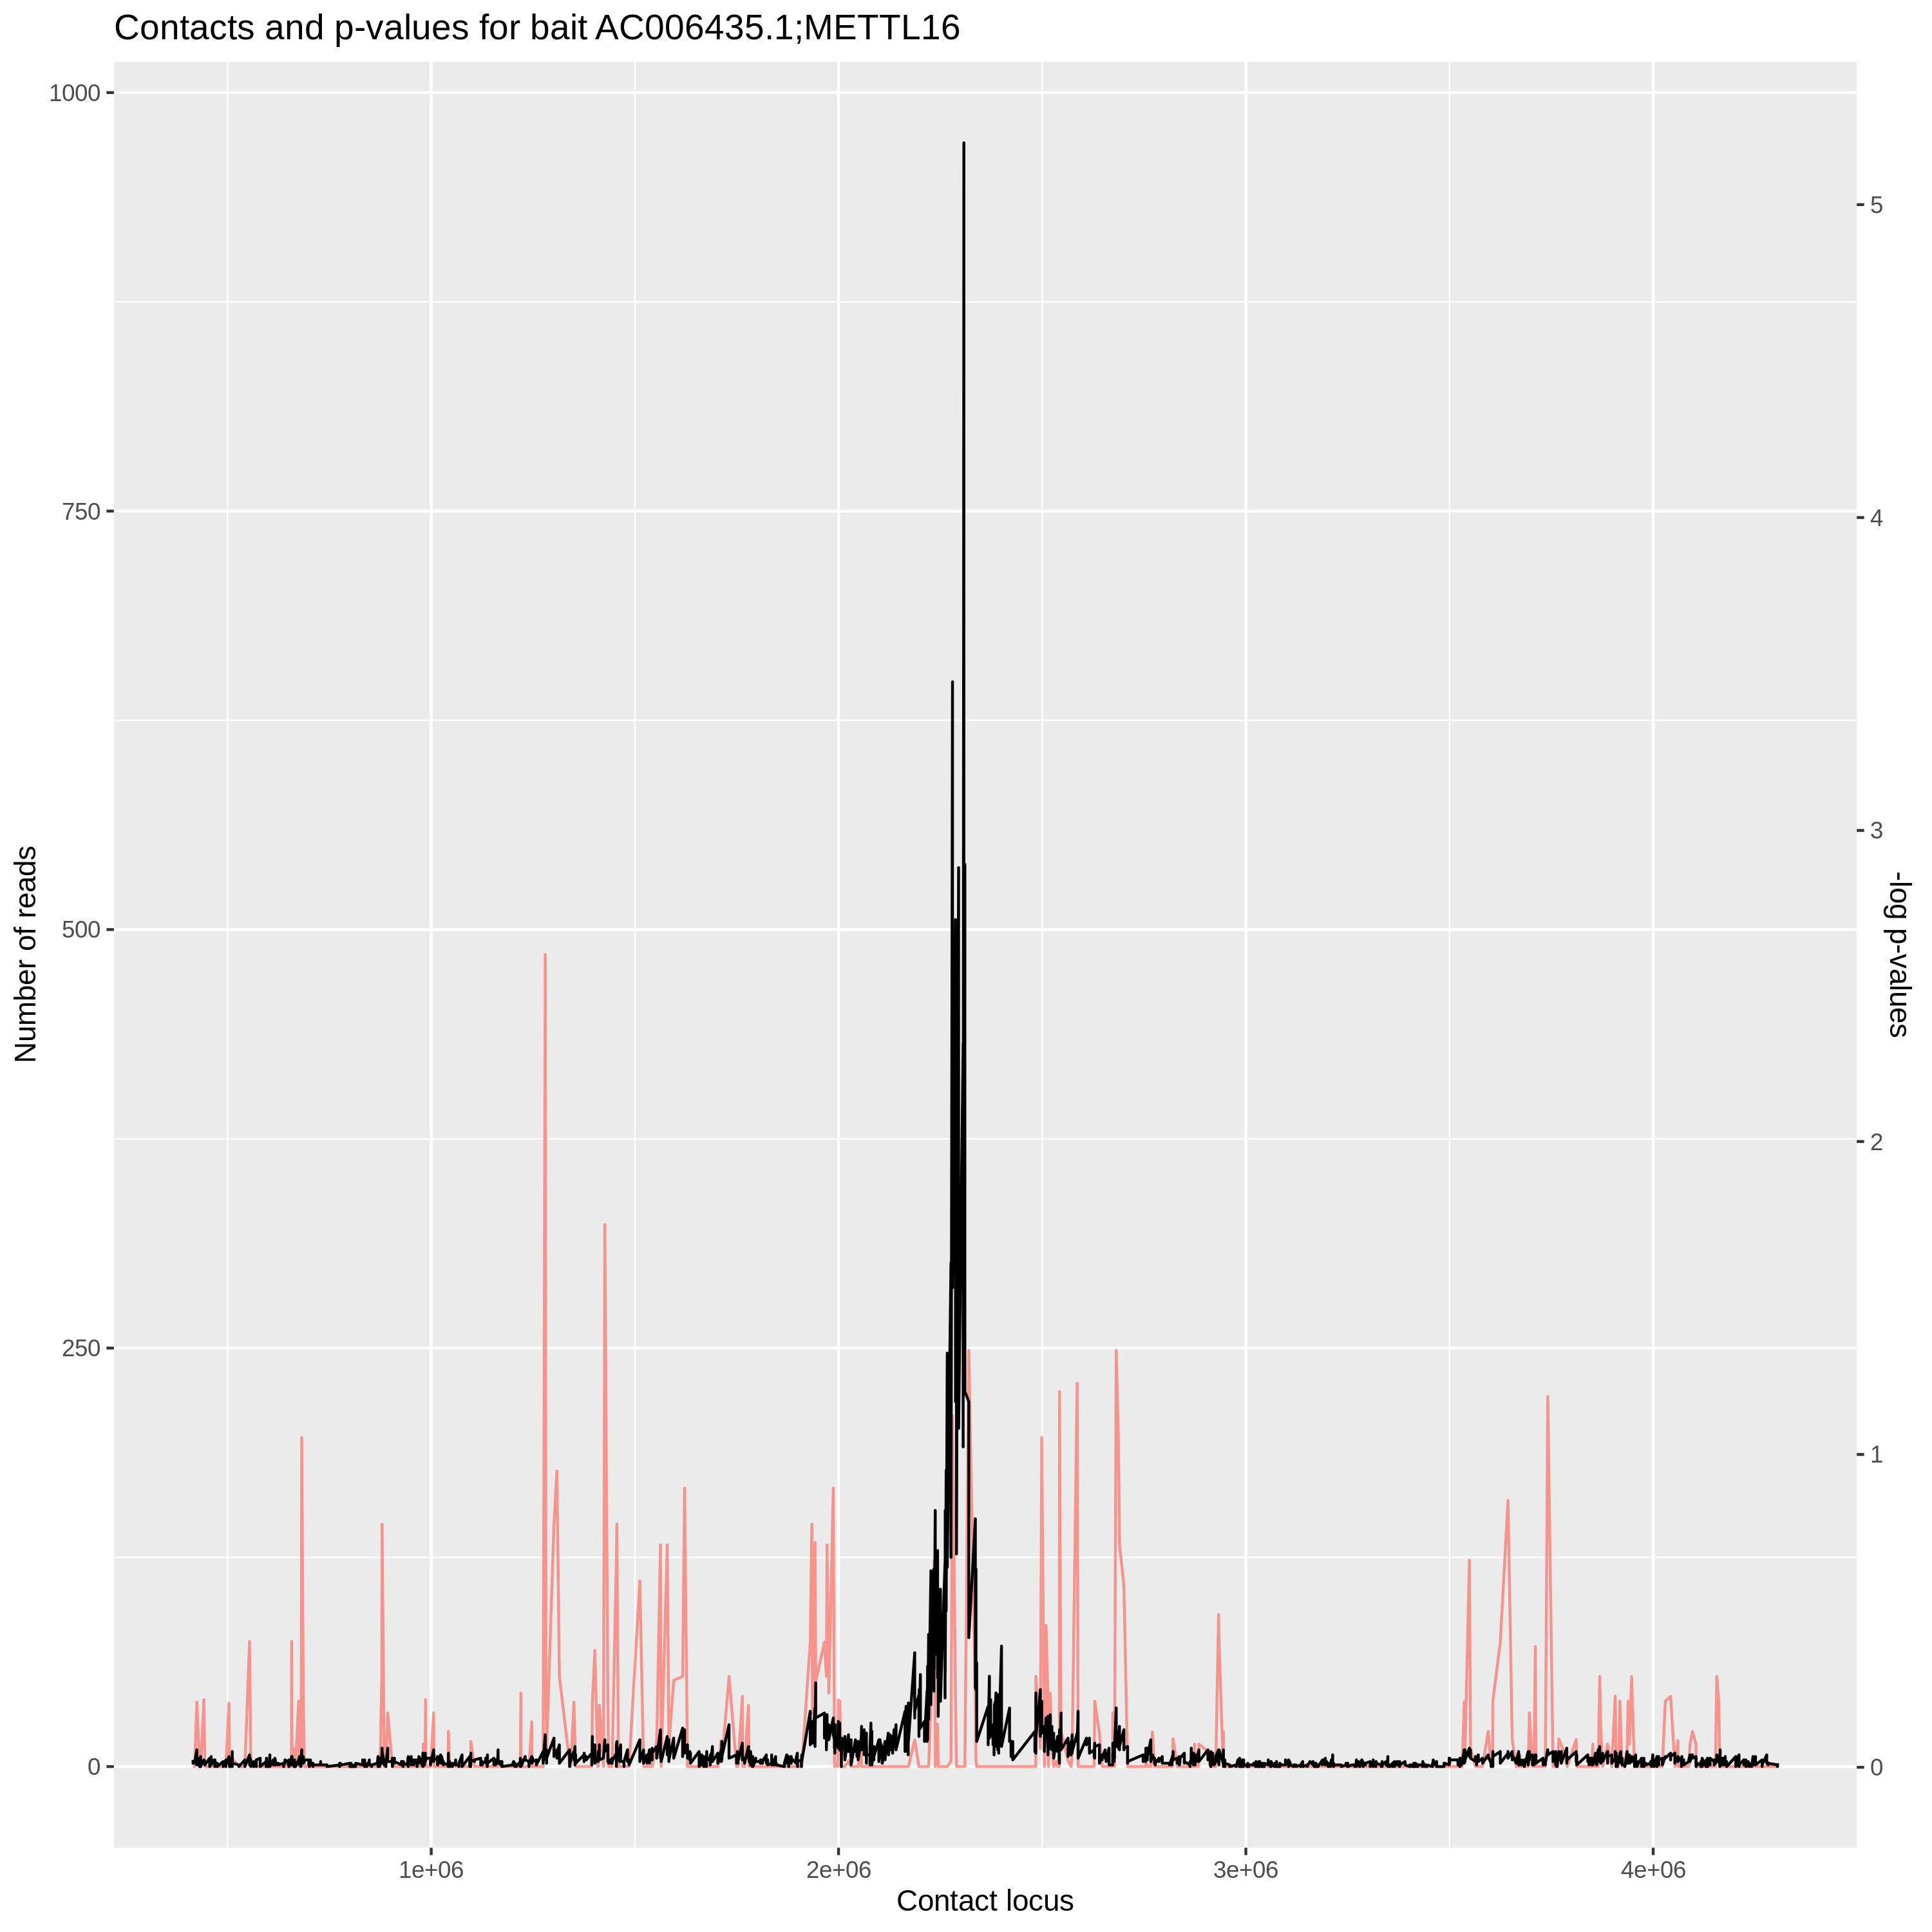 Contacts and p-values for bait AC006435.1;METTL16
1000
750
500
250
0
Number of reads
5
4
3
2
1
0
-log p-values
1e+06
2e+06
3e+06
4e+06
Contact locus